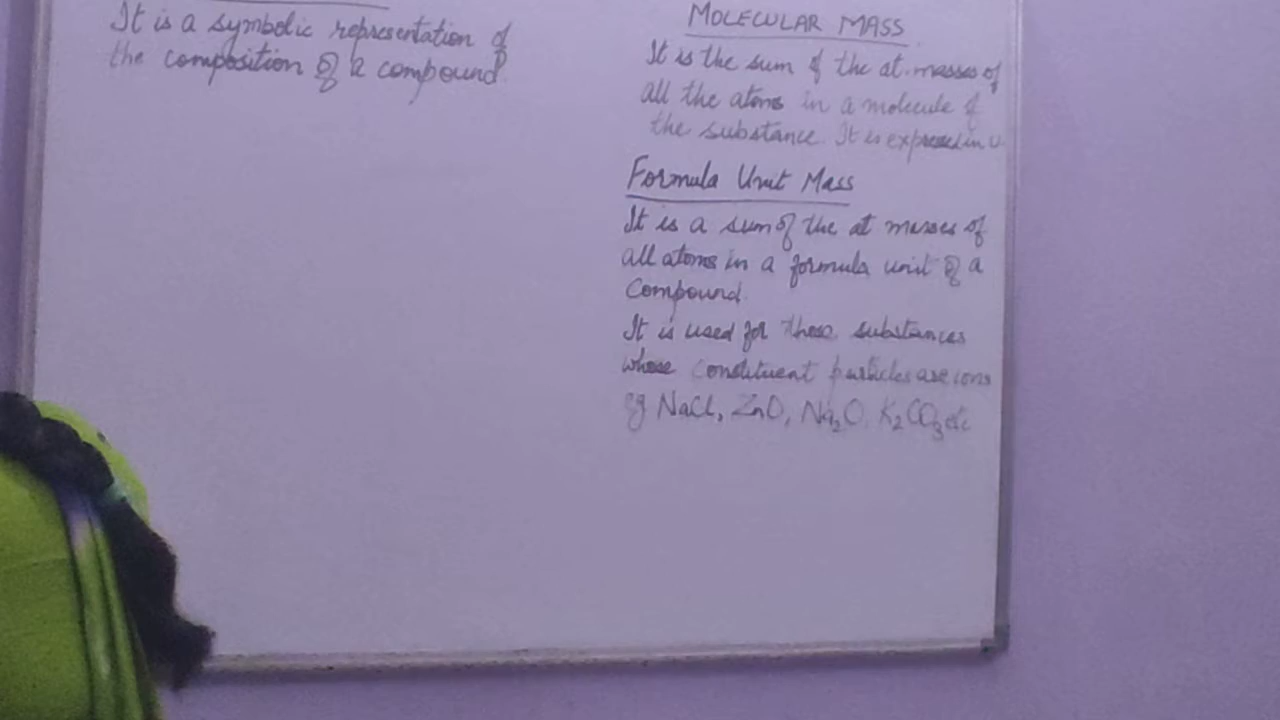 It is a symbolic representation of
the composition of a compound.
MOLECULAR MASS
It is the sum of the at. masses of
all the atoms in a molecule of
the substance. It is expressed in u.
Formula Unit Mass
It is a sum of the at masses of
all atoms in a formula unit of a
Compound.
It is used for those substances
whose constituent particles are ions
eg NaCl, ZnO, Na₂O, K₂CO₃ etc